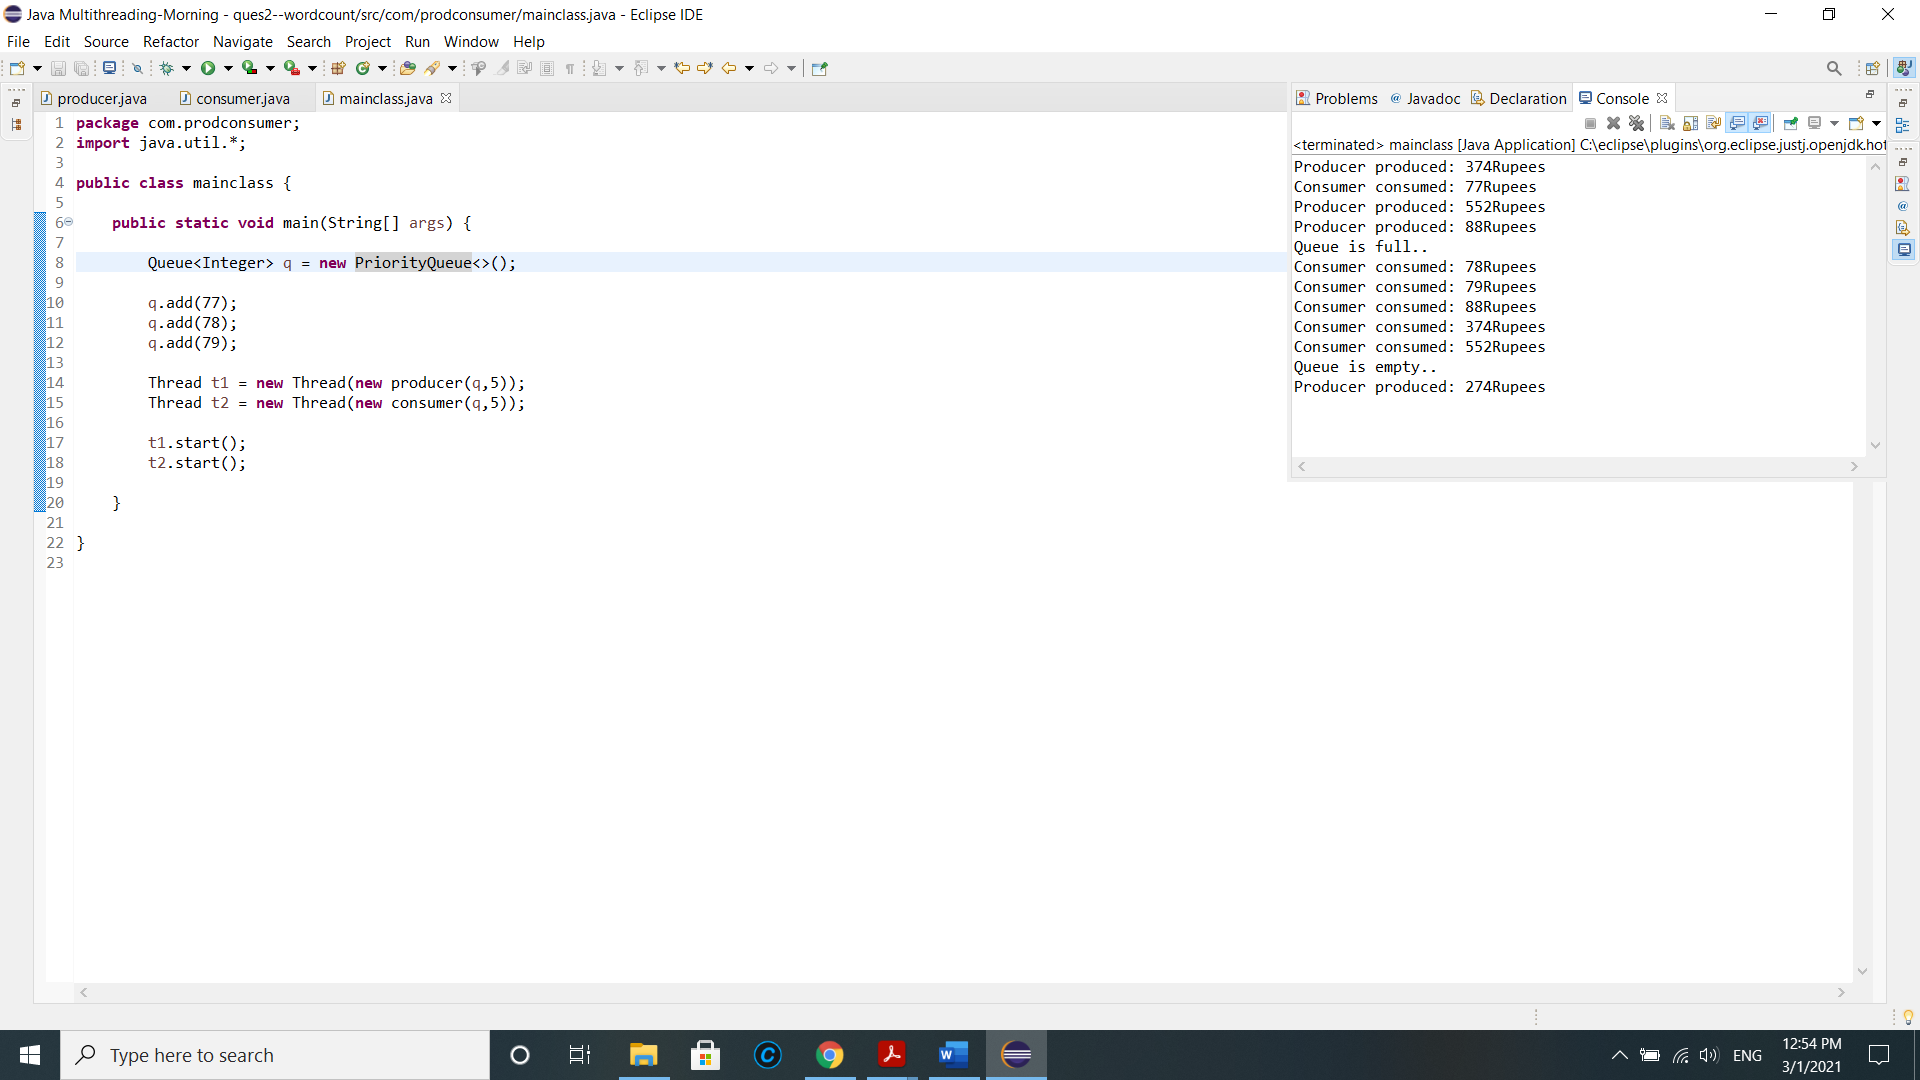 Java Multithreading-Morning - ques2--wordcount/src/com/prodconsumer/mainclass.java - Eclipse IDE
File Edit Source Refactor Navigate Search Project Run Window Help
producer.java consumer.java mainclass.java
1 package com.prodconsumer;
2 import java.util.*;
3
4 public class mainclass {
5
6 public static void main(String[] args) {
7
8 Queue<Integer> q = new PriorityQueue<>();
9
10 q.add(77);
11 q.add(78);
12 q.add(79);
13
14 Thread t1 = new Thread(new producer(q,5));
15 Thread t2 = new Thread(new consumer(q,5));
16
17 t1.start();
18 t2.start();
19
20 }
21
22 }
23
Problems @ Javadoc Declaration Console
<terminated> mainclass [Java Application] C:\eclipse\plugins\org.eclipse.justj.openjdk.hot
Producer produced: 374Rupees
Consumer consumed: 77Rupees
Producer produced: 552Rupees
Producer produced: 88Rupees
Queue is full..
Consumer consumed: 78Rupees
Consumer consumed: 79Rupees
Consumer consumed: 88Rupees
Consumer consumed: 374Rupees
Consumer consumed: 552Rupees
Queue is empty..
Producer produced: 274Rupees
Type here to search
ENG
12:54 PM
3/1/2021